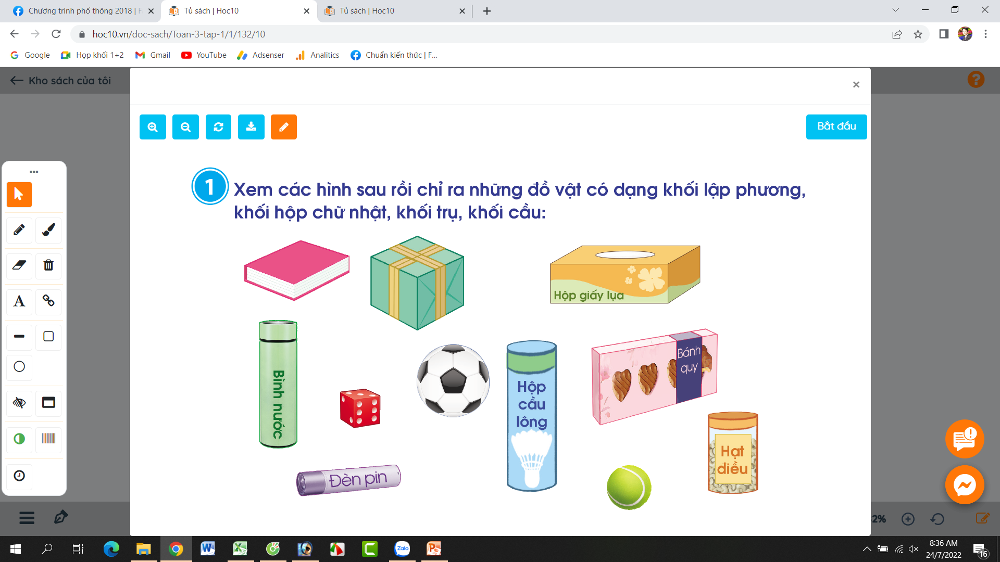 Chương trình phổ thông 2018 | F
Tủ sách | Hoc10
Tủ sách | Hoc10
hoc10.vn/doc-sach/Toan-3-tap-1/1/132/10
Google
Họp khối 1+2
Gmail
YouTube
Adsenser
Analitics
Chuẩn kiến thức | F...
Kho sách của tôi
Bắt đầu
1
Xem các hình sau rồi chỉ ra những đồ vật có dạng khối lập phương,
khối hộp chữ nhật, khối trụ, khối cầu:
Hộp giấy lụa
Bình nước
Hộp
cầu
lông
Bánh
quy
Hạt
điều
Đèn pin
2%
Zalo
8:36 AM
24/7/2022
16